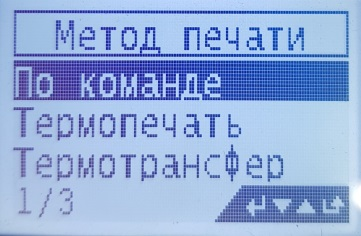 Метод печати
По команде
Термопечать
Термотрансфер
1/3